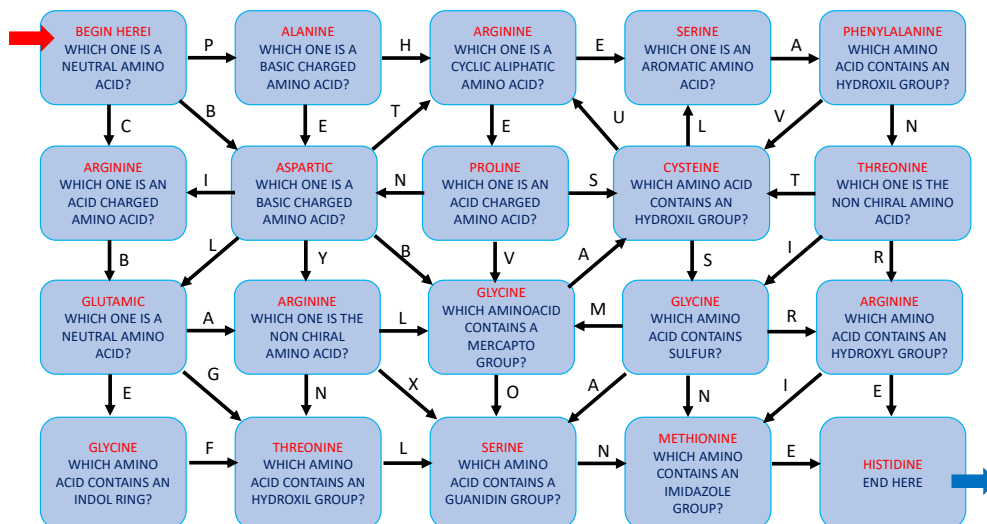 BEGIN HEREI
WHICH ONE IS A
NEUTRAL AMINO
ACID?
P
ALANINE
WHICH ONE IS A
BASIC CHARGED
AMINO ACID?
H
ARGININE
WHICH ONE IS A
CYCLIC ALIPHATIC
AMINO ACID?
E
SERINE
WHICH ONE IS AN
AROMATIC AMINO
ACID?
A
PHENYLALANINE
WHICH AMINO
ACID CONTAINS AN
HYDROXIL GROUP?
C
B
E
T
E
U
L
V
N
ARGININE
WHICH ONE IS AN
ACID CHARGED
AMINO ACID?
I
ASPARTIC
WHICH ONE IS A
BASIC CHARGED
AMINO ACID?
N
PROLINE
WHICH ONE IS AN
ACID CHARGED
AMINO ACID?
S
CYSTEINE
WHICH AMINO ACID
CONTAINS AN
HYDROXIL GROUP?
T
THREONINE
WHICH ONE IS THE
NON CHIRAL AMINO
ACID?
B
L
Y
B
V
A
S
I
R
GLUTAMIC
WHICH ONE IS A
NEUTRAL AMINO
ACID?
A
ARGININE
WHICH ONE IS THE
NON CHIRAL
AMINO ACID?
L
GLYCINE
WHICH AMINOACID
CONTAINS A
MERCAPTO
GROUP?
M
GLYCINE
WHICH AMINO
ACID CONTAINS
SULFUR?
R
ARGININE
WHICH AMINO
ACID CONTAINS AN
HYDROXYL GROUP?
E
G
N
X
O
A
N
I
E
GLYCINE
WHICH AMINO
ACID CONTAINS AN
INDOL RING?
F
THREONINE
WHICH AMINO
ACID CONTAINS AN
HYDROXIL GROUP?
L
SERINE
WHICH AMINO
ACID CONTAINS A
GUANIDIN GROUP?
N
METHIONINE
WHICH AMINO
CONTAINS AN
IMIDAZOLE
GROUP?
E
HISTIDINE
END HERE